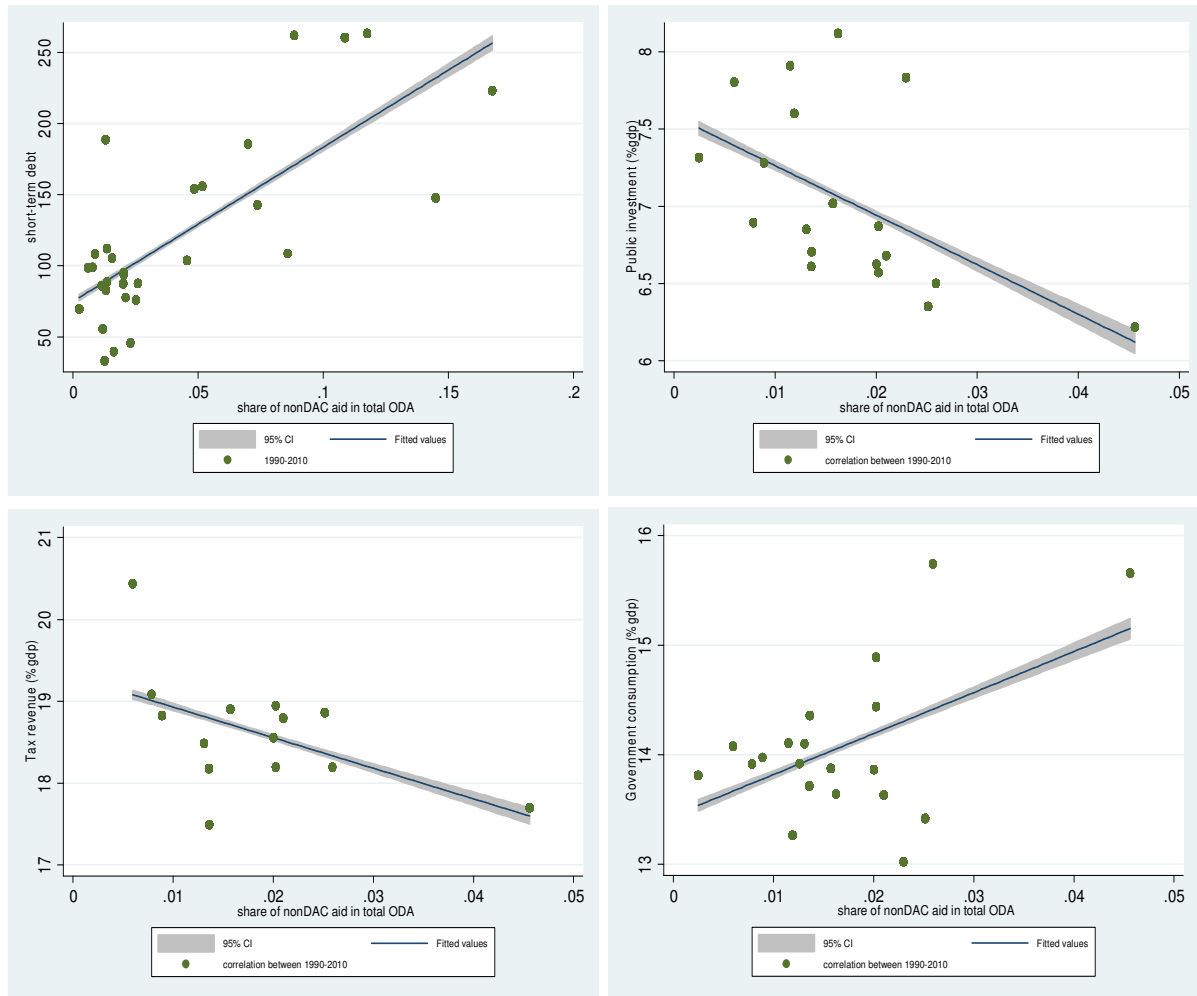 short-term debt
250
200
150
100
50
0 .05 .1 .15 .2
share of nonDAC aid in total ODA
95% CI Fitted values
1990-2010
Public investment (%gdp)
8
7.5
7
6.5
6
0 .01 .02 .03 .04 .05
share of nonDAC aid in total ODA
95% CI Fitted values
correlation between 1990-2010
Tax revenue (%gdp)
21
20
19
18
17
0 .01 .02 .03 .04 .05
share of nonDAC aid in total ODA
95% CI Fitted values
correlation between 1990-2010
Government consumption (%gdp)
16
15
14
13
0 .01 .02 .03 .04 .05
share of nonDAC aid in total ODA
95% CI Fitted values
correlation between 1990-2010